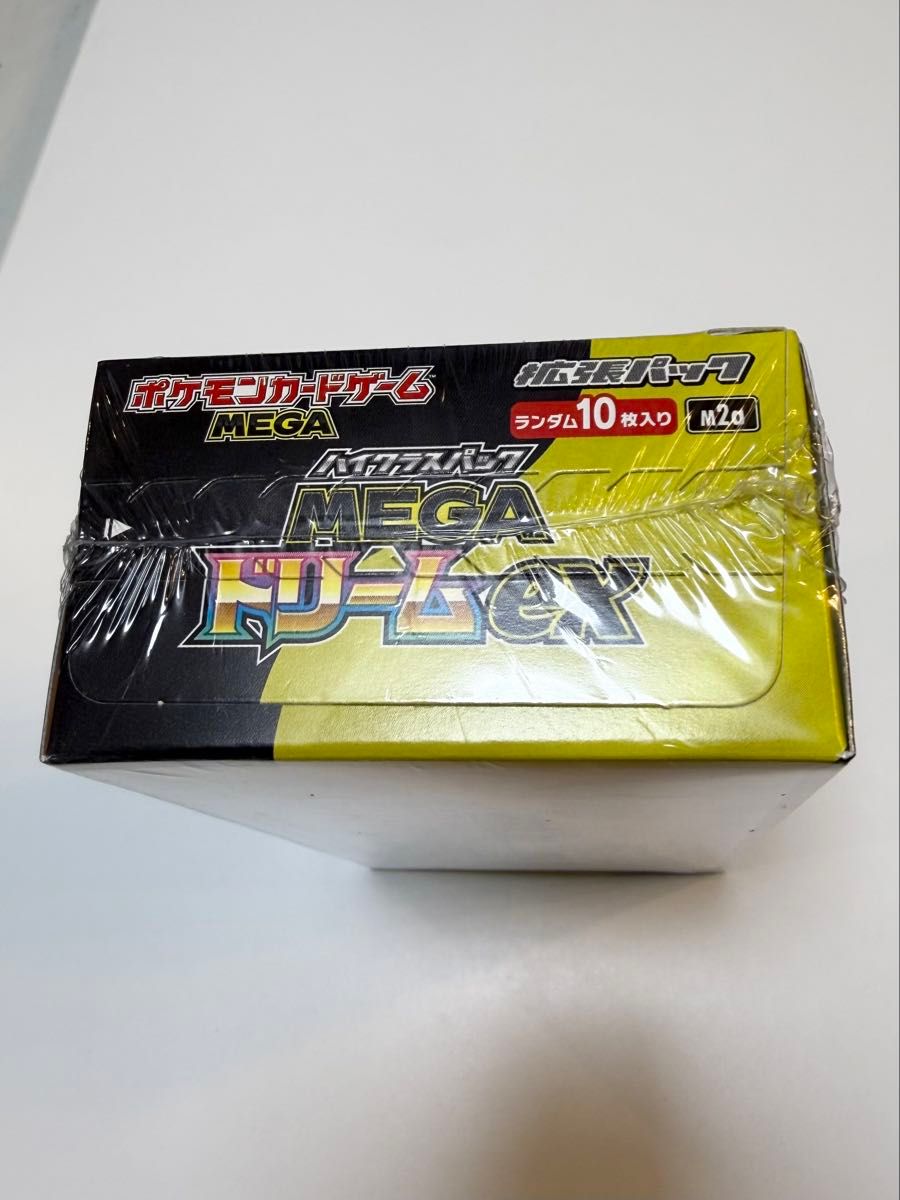 ポケモンカードゲーム™
MEGA
拡張パック
ランダム10枚入り M2a
ハイクラスパック
MEGA
ドリームex